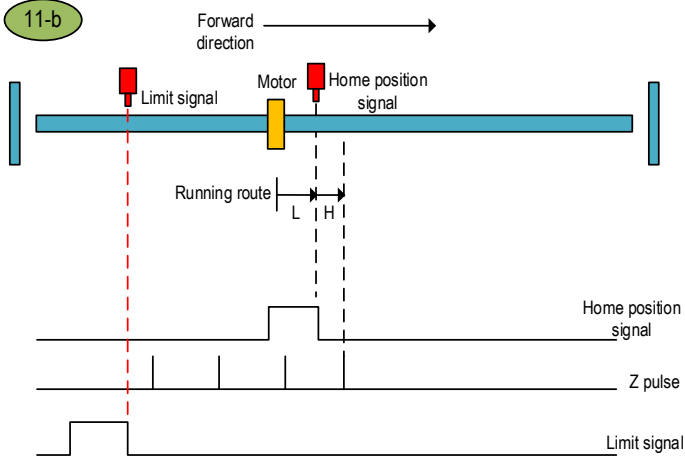 11-b
Forward
direction
Limit signal
Motor
Home position
signal
Running route
L
H
Home position
signal
Z pulse
Limit signal